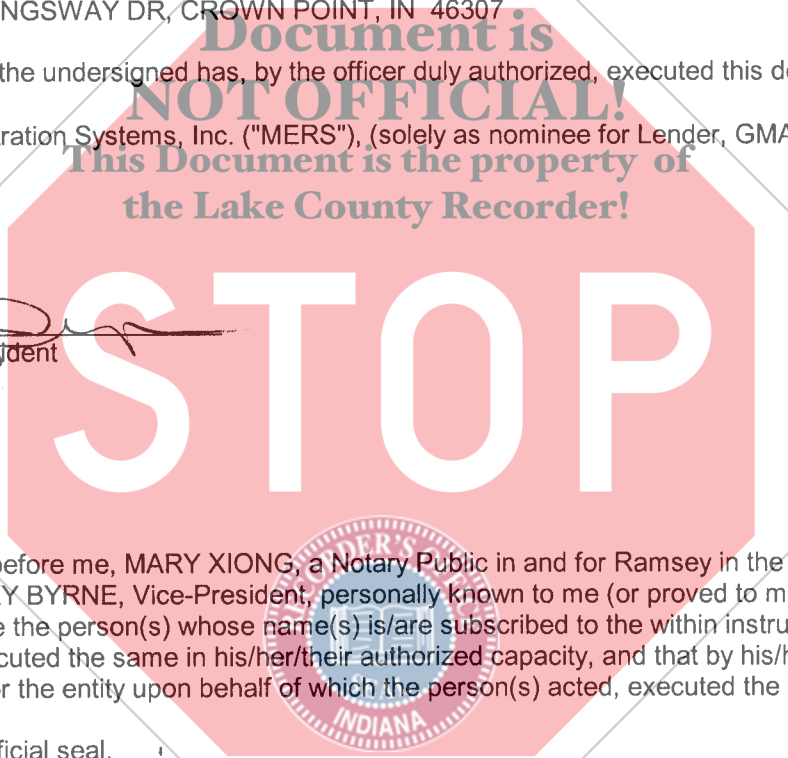 NGSWAY DR, CROWN POINT, IN 46307
Document is
the undersigned has, by the officer duly authorized, executed this d
NOT OFFICIAL!
ration Systems, Inc. ("MERS"), (solely as nominee for Lender, GMA
This Document is the property of
the Lake County Recorder!
ident
STOP
before me, MARY XIONG, a Notary Public in and for Ramsey in the
Y BYRNE, Vice-President, personally known to me (or proved to m
e the person(s) whose name(s) is/are subscribed to the within instru
cuted the same in his/her/their authorized capacity, and that by his/h
r the entity upon behalf of which the person(s) acted, executed the
RECORDER'S OFFICE
INDIANA
ficial seal.